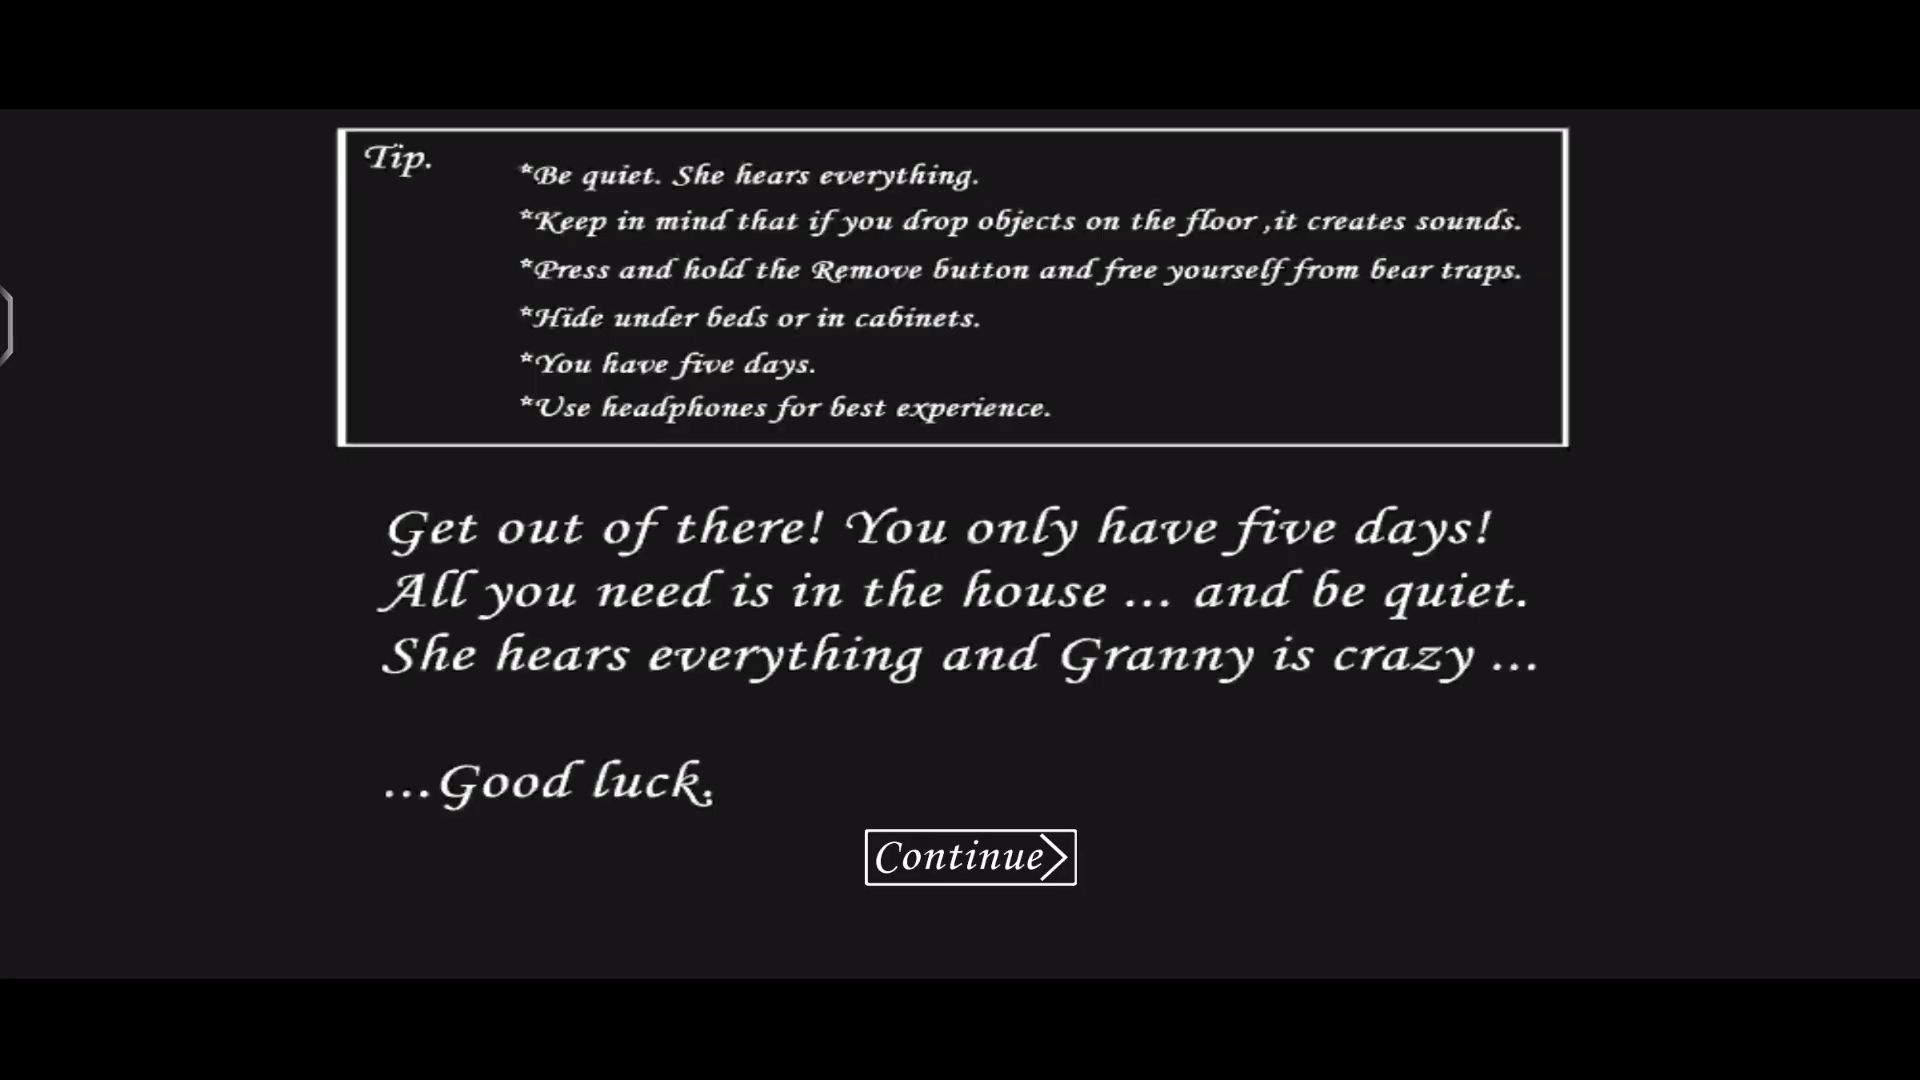 Tip.
*Be quiet. She hears everything.
*Keep in mind that if you drop objects on the floor ,it creates sounds.
*Press and hold the Remove button and free yourself from bear traps.
*Hide under beds or in cabinets.
*You have five days.
*Use headphones for best experience.
Get out of there! You only have five days!
All you need is in the house ... and be quiet.
She hears everything and Granny is crazy ...
...Good luck.
Continue>